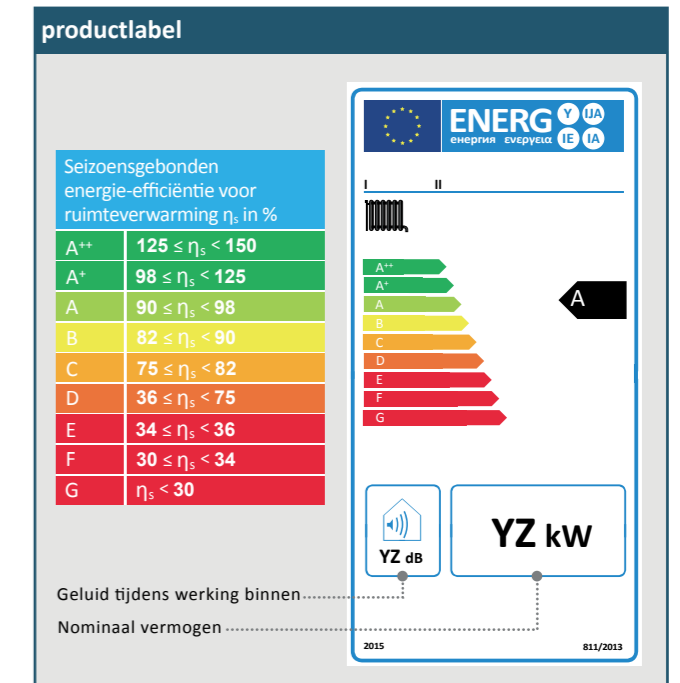 productlabel
Seizoensgebonden
energie-efficiëntie voor
ruimteverwarming ηs in %
A++ 125 ≤ ηs < 150
A+ 98 ≤ ηs < 125
A 90 ≤ ηs < 98
B 82 ≤ ηs < 90
C 75 ≤ ηs < 82
D 36 ≤ ηs < 75
E 34 ≤ ηs < 36
F 30 ≤ ηs < 34
G ηs < 30
ENERG Y IJA
енергия ενεργεια IE IA
I II
A++
A+
A
B
C
D
E
F
G
A
YZ dB
YZ kW
Geluid tijdens werking binnen
Nominaal vermogen
2015 811/2013